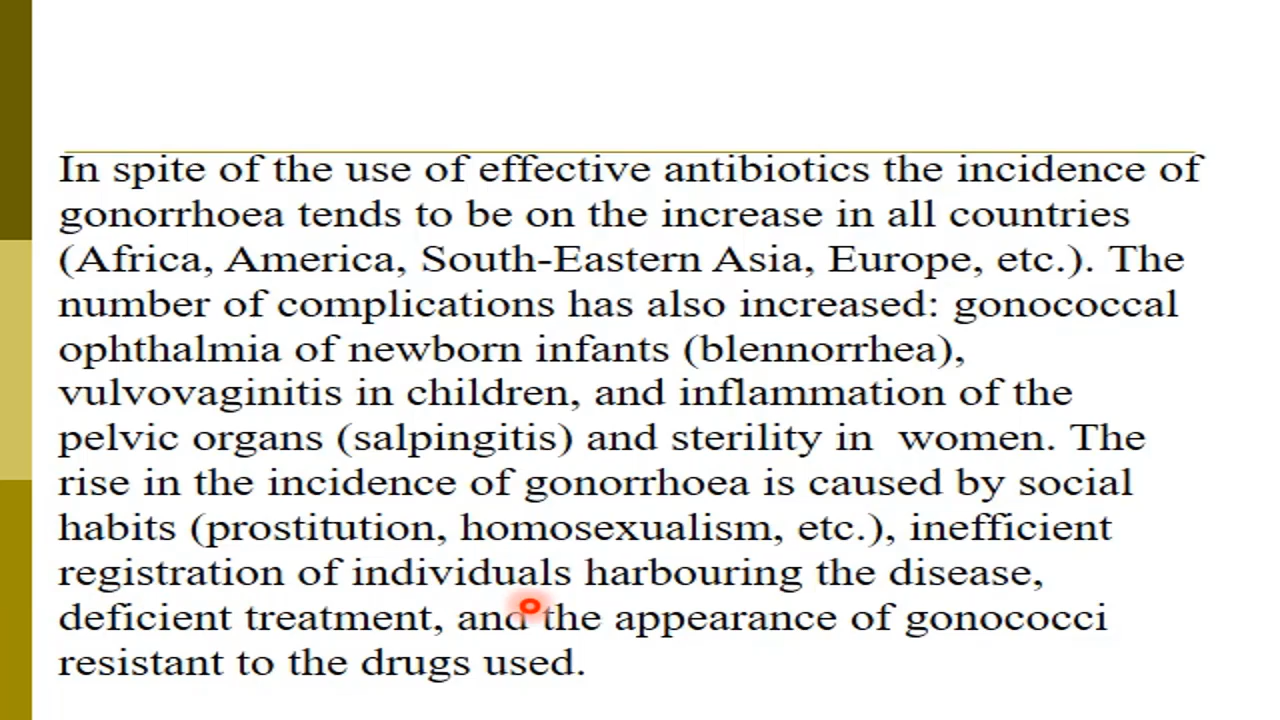 In spite of the use of effective antibiotics the incidence of
gonorrhoea tends to be on the increase in all countries
(Africa, America, South-Eastern Asia, Europe, etc.). The
number of complications has also increased: gonococcal
ophthalmia of newborn infants (blennorrhea),
vulvovaginitis in children, and inflammation of the
pelvic organs (salpingitis) and sterility in women. The
rise in the incidence of gonorrhoea is caused by social
habits (prostitution, homosexualism, etc.), inefficient
registration of individuals harbouring the disease,
deficient treatment, and the appearance of gonococci
resistant to the drugs used.